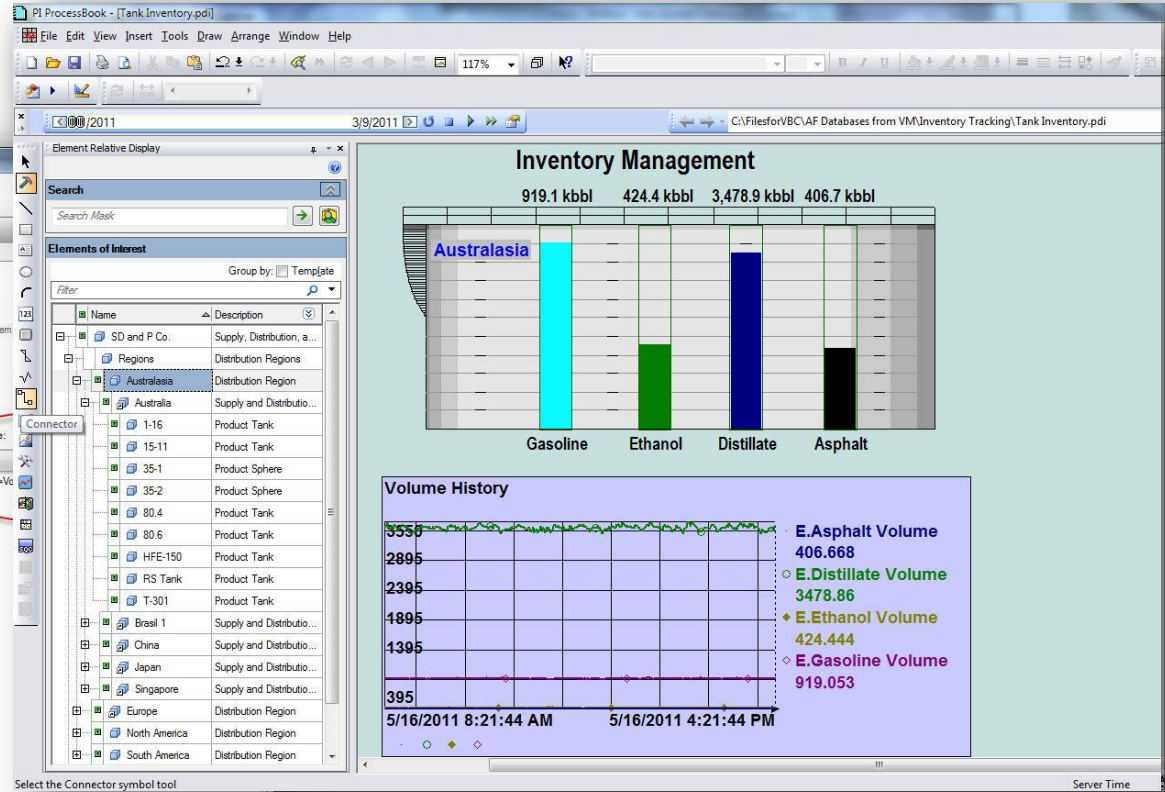 PI ProcessBook - [Tank Inventory.pdi]
File Edit View Insert Tools Draw Arrange Window Help
117%
B I U
/2011
3/9/2011
C:\FilesforVBC\AF Databases from VM\Inventory Tracking\Tank Inventory.pdi
Element Relative Display
Search
Search Mask
Elements of Interest
Group by: Template
Filter
Name Description
SD and P Co. Supply, Distribution, a...
Regions Distribution Regions
Australasia Distribution Region
Australia Supply and Distributio...
1-16 Product Tank
15-11 Product Tank
35-1 Product Sphere
35-2 Product Sphere
80.4 Product Tank
80.6 Product Tank
HFE-150 Product Tank
RS Tank Product Tank
T-301 Product Tank
Brasil 1 Supply and Distributio...
China Supply and Distributio...
Japan Supply and Distributio...
Singapore Supply and Distributio...
Europe Distribution Region
North America Distribution Region
South America Distribution Region
123
Connector
Inventory Management
919.1 kbbl 424.4 kbbl 3,478.9 kbbl 406.7 kbbl
Australasia
Gasoline Ethanol Distillate Asphalt
Volume History
3550
2895
2395
1895
1395
395
5/16/2011 8:21:44 AM 5/16/2011 4:21:44 PM
E.Asphalt Volume
406.668
E.Distillate Volume
3478.86
E.Ethanol Volume
424.444
E.Gasoline Volume
919.053
Select the Connector symbol tool
Server Time